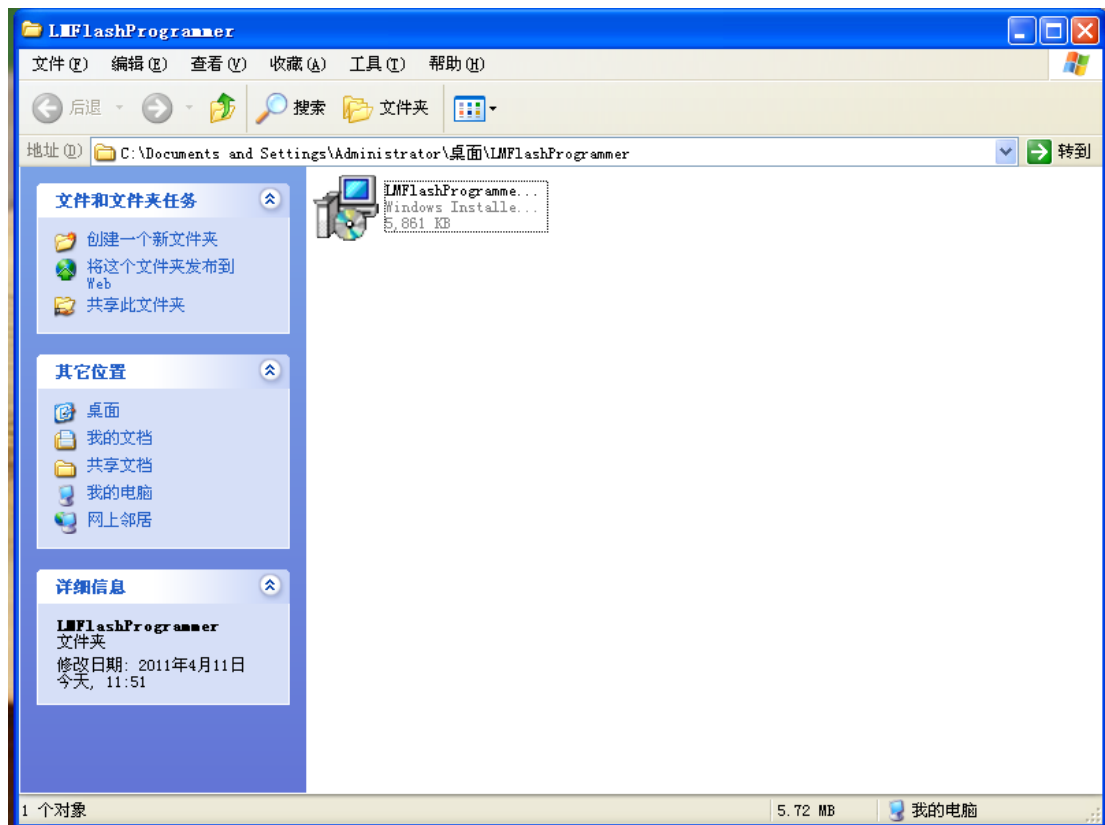 LMFlashProgrammer
文件(F) 编辑(E) 查看(V) 收藏(A) 工具(T) 帮助(H)
后退 搜索 文件夹
地址(D) C:\Documents and Settings\Administrator\桌面\LMFlashProgrammer 转到
文件和文件夹任务
创建一个新文件夹
将这个文件夹发布到
Web
共享此文件夹
其它位置
桌面
我的文档
共享文档
我的电脑
网上邻居
详细信息
LMFlashProgrammer
文件夹
修改日期: 2011年4月11日
今天, 11:51
LMFlashProgramme...
Windows Installe...
5,861 KB
1 个对象 5.72 MB 我的电脑